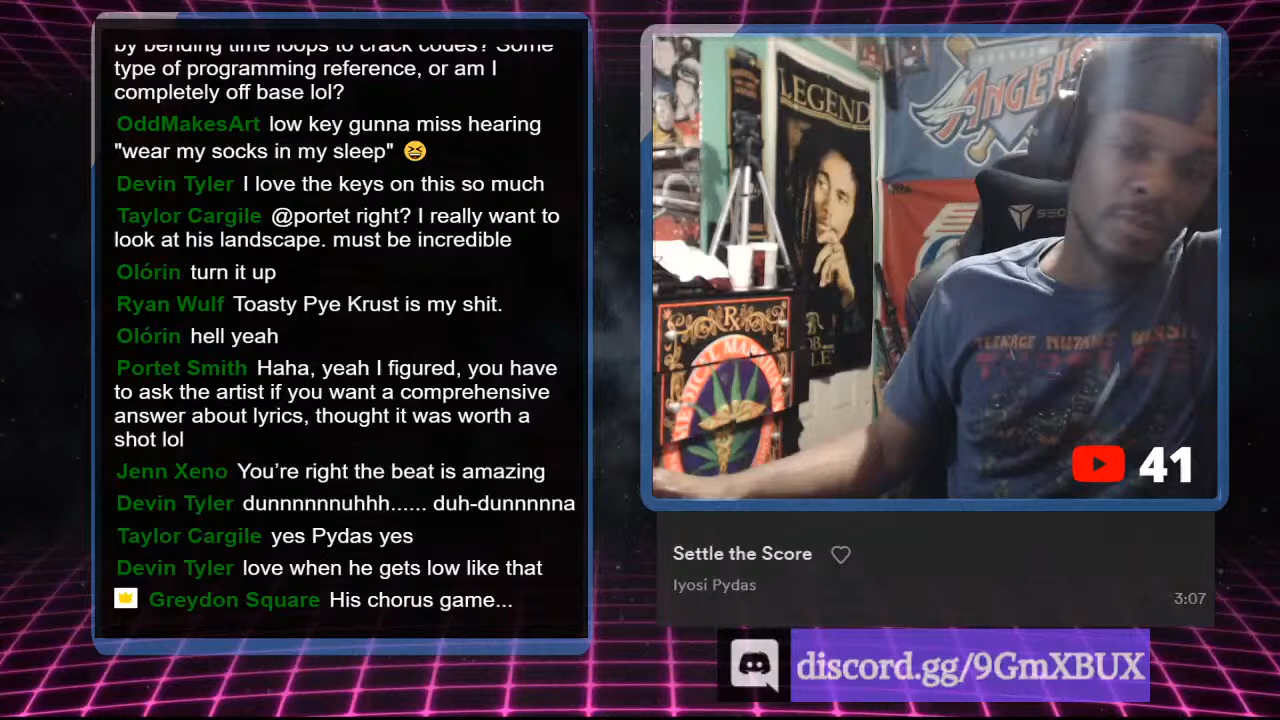 by bending time loops to crack codes? Some
type of programming reference, or am I
completely off base lol?
OddMakesArt low key gunna miss hearing
"wear my socks in my sleep" 😆
Devin Tyler I love the keys on this so much
Taylor Cargile @portet right? I really want to
look at his landscape. must be incredible
Olórin turn it up
Ryan Wulf Toasty Pye Krust is my shit.
Olórin hell yeah
Portet Smith Haha, yeah I figured, you have
to ask the artist if you want a comprehensive
answer about lyrics, thought it was worth a
shot lol
Jenn Xeno You’re right the beat is amazing
Devin Tyler dunnnnnnuhhh...... duh-dunnnnna
Taylor Cargile yes Pydas yes
Devin Tyler love when he gets low like that
Greydon Square His chorus game...
LEGEND
ANGELS
TEENAGE MUTANT NINJA
41
Settle the Score
Iyosi Pydas
3:07
discord.gg/9GmXBUX